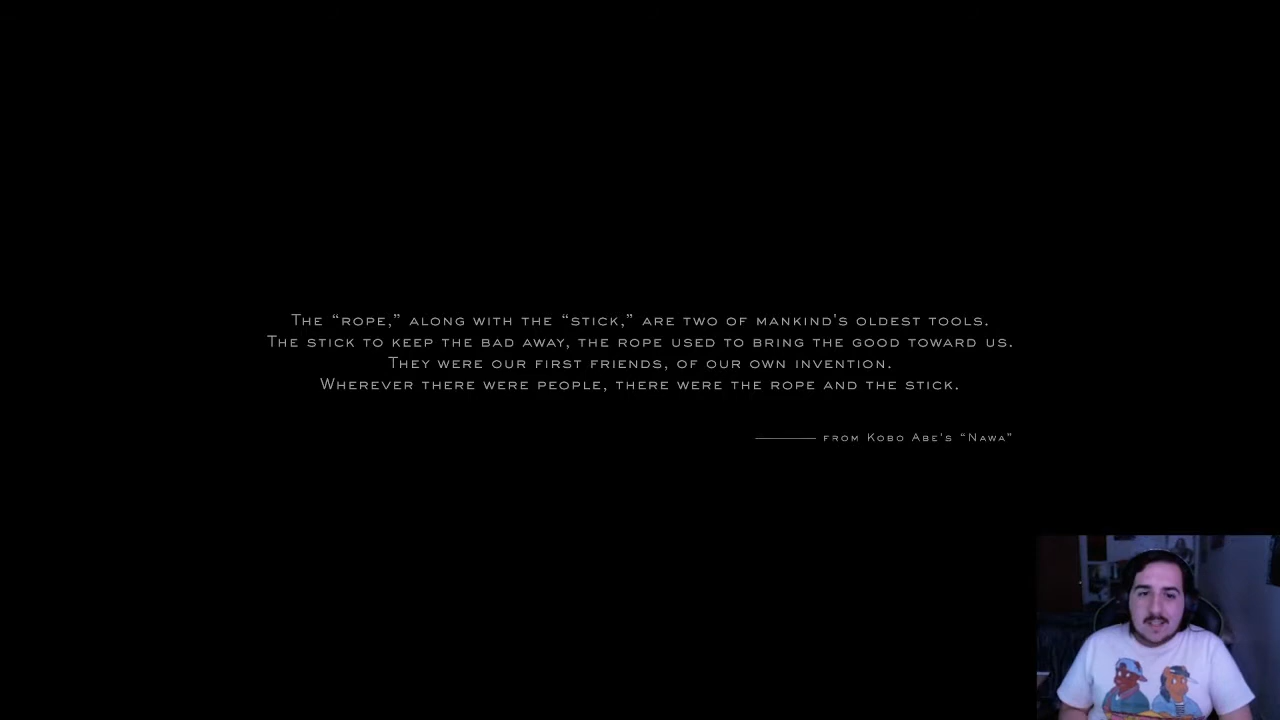 The “rope,” along with the “stick,” are two of mankind's oldest tools.
The stick to keep the bad away, the rope used to bring the good toward us.
They were our first friends, of our own invention.
Wherever there were people, there were the rope and the stick.
——— from Kobo Abe's “Nawa”